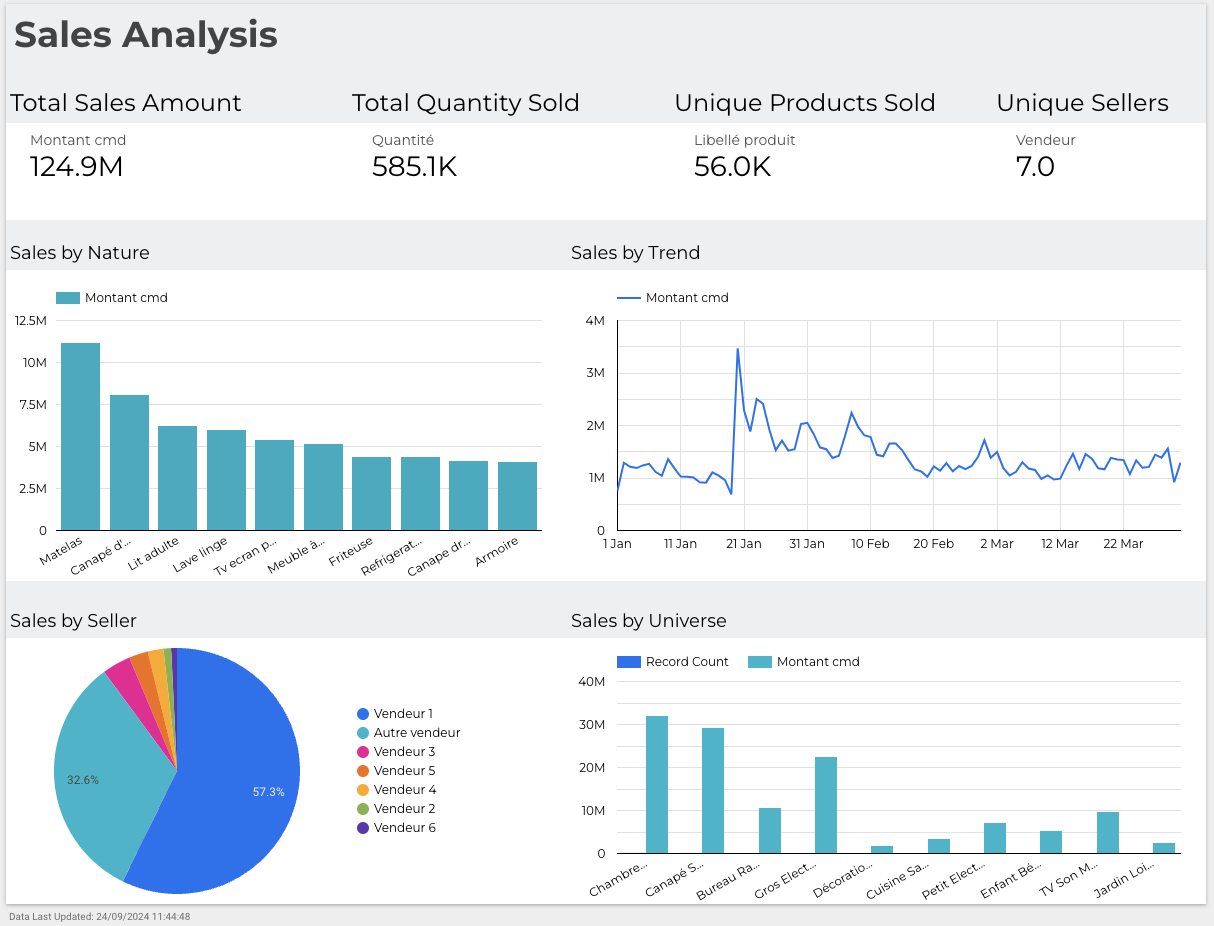 Sales Analysis
Total Sales Amount
Total Quantity Sold
Unique Products Sold
Unique Sellers
Montant cmd
124.9M
Quantité
585.1K
Libellé produit
56.0K
Vendeur
7.0
Sales by Nature
Montant cmd
12.5M
10M
7.5M
5M
2.5M
0
Matelas
Canapé d'...
Lit adulte
Lave linge
Tv ecran p...
Meuble à...
Friteuse
Refrigerat...
Canape dr...
Armoire
Sales by Trend
Montant cmd
4M
3M
2M
1M
0
1 Jan
11 Jan
21 Jan
31 Jan
10 Feb
20 Feb
2 Mar
12 Mar
22 Mar
Sales by Seller
32.6%
57.3%
Vendeur 1
Autre vendeur
Vendeur 3
Vendeur 5
Vendeur 4
Vendeur 2
Vendeur 6
Sales by Universe
Record Count
Montant cmd
40M
30M
20M
10M
0
Chambre...
Canapé S...
Bureau Ra...
Gros Elect...
Décoratio...
Cuisine Sa...
Petit Elect...
Enfant Bé...
TV Son M...
Jardin Loi...
Data Last Updated: 24/09/2024 11:44:48